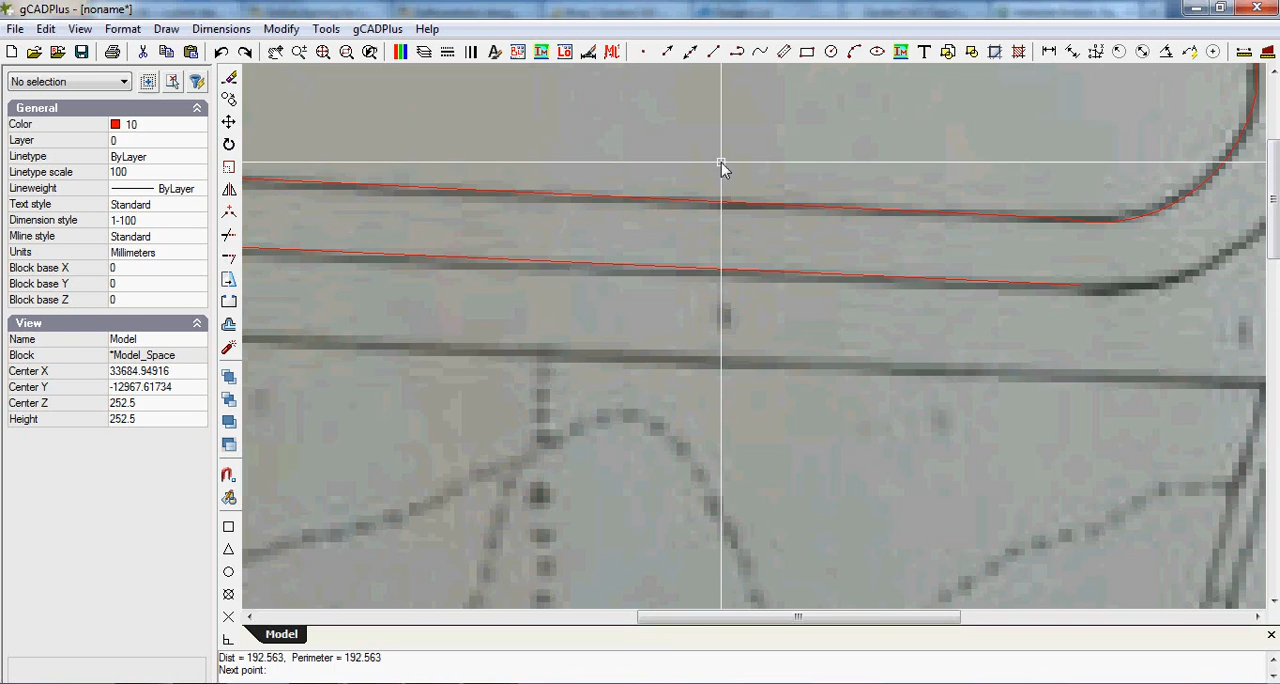 gCADPlus - [noname*]
File Edit View Format Draw Dimensions Modify Tools gCADPlus Help
No selection
General
Color 10
Layer 0
Linetype ByLayer
Linetype scale 100
Lineweight ByLayer
Text style Standard
Dimension style 1-100
Mline style Standard
Units Millimeters
Block base X 0
Block base Y 0
Block base Z 0
View
Name Model
Block *Model_Space
Center X 33684.94916
Center Y -12967.61734
Center Z 252.5
Height 252.5
Model
Dist = 192.563, Perimeter = 192.563
Next point: